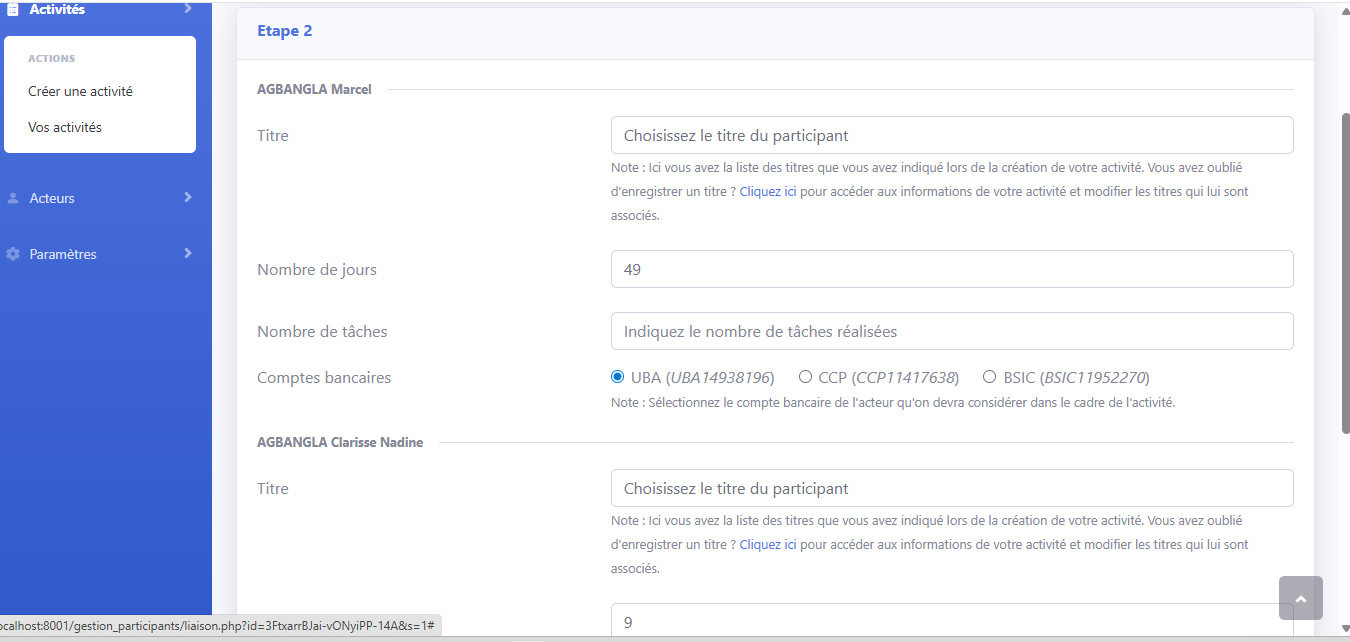 Activités
ACTIONS
Créer une activité
Vos activités
Acteurs
Paramètres
Etape 2
AGBANGLA Marcel
Titre
Choisissez le titre du participant
Note : Ici vous avez la liste des titres que vous avez indiqué lors de la création de votre activité. Vous avez oublié
d'enregistrer un titre ? Cliquez ici pour accéder aux informations de votre activité et modifier les titres qui lui sont
associés.
Nombre de jours
49
Nombre de tâches
Indiquez le nombre de tâches réalisées
Comptes bancaires
UBA (UBA14938196) CCP (CCP11417638) BSIC (BSIC11952270)
Note : Sélectionnez le compte bancaire de l'acteur qu'on devra considérer dans le cadre de l'activité.
AGBANGLA Clarisse Nadine
Titre
Choisissez le titre du participant
Note : Ici vous avez la liste des titres que vous avez indiqué lors de la création de votre activité. Vous avez oublié
d'enregistrer un titre ? Cliquez ici pour accéder aux informations de votre activité et modifier les titres qui lui sont
associés.
9
ocalhost:8001/gestion_participants/liaison.php?id=3FtxarrBJai-vONyiPP-14A&s=1#